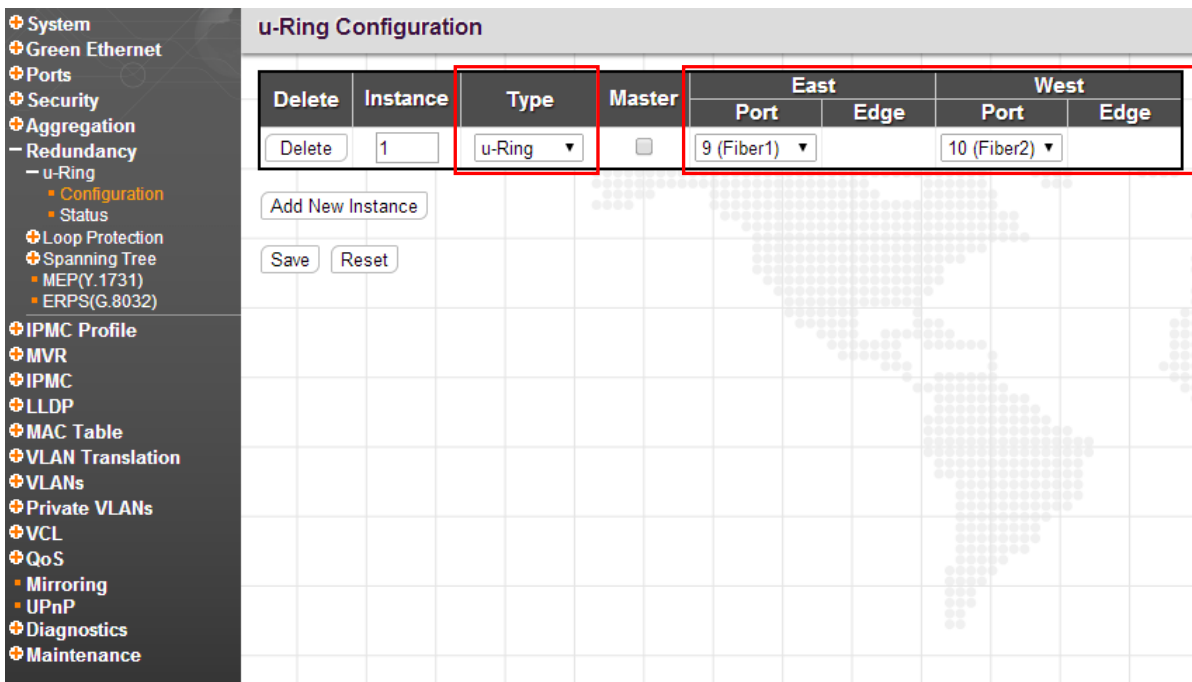 System
Green Ethernet
Ports
Security
Aggregation
Redundancy
u-Ring
Configuration
Status
Loop Protection
Spanning Tree
MEP(Y.1731)
ERPS(G.8032)
IPMC Profile
MVR
IPMC
LLDP
MAC Table
VLAN Translation
VLANs
Private VLANs
VCL
QoS
Mirroring
UPnP
Diagnostics
Maintenance
u-Ring Configuration
Delete Instance Type Master East West
Port Edge Port Edge
Delete 1 u-Ring 9 (Fiber1) 10 (Fiber2)
Add New Instance
Save Reset